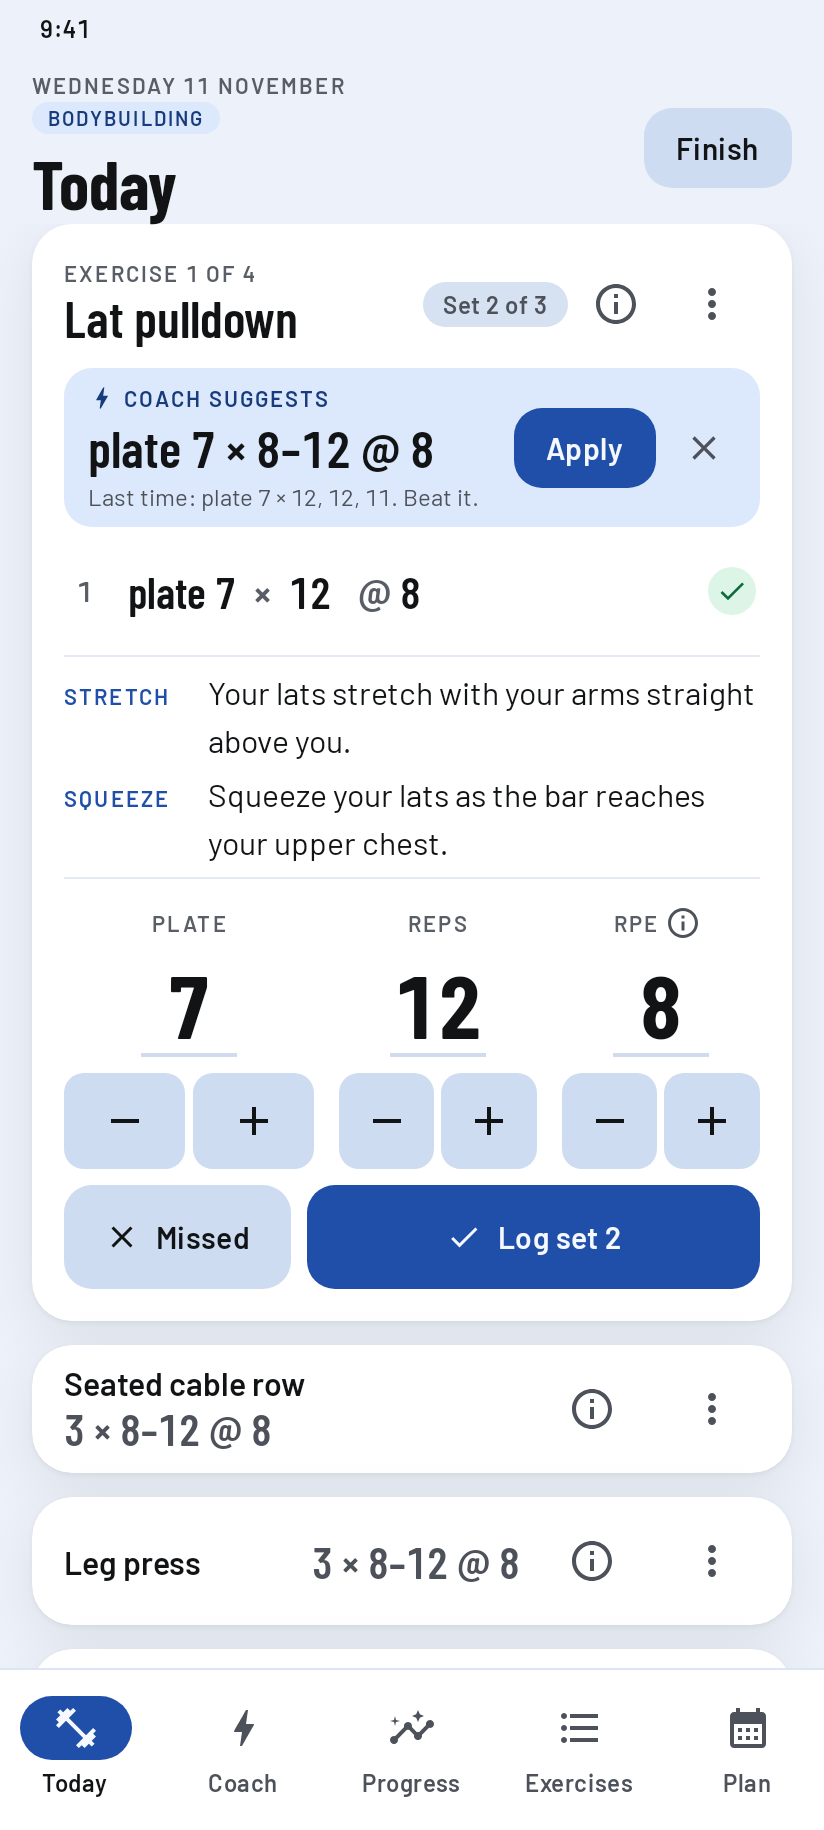 9:41
WEDNESDAY 11 NOVEMBER
BODYBUILDING
Today
Finish
EXERCISE 1 OF 4
Lat pulldown
Set 2 of 3
COACH SUGGESTS
plate 7 × 8–12 @ 8
Last time: plate 7 × 12, 12, 11. Beat it.
Apply
1 plate 7 × 12 @ 8
STRETCH Your lats stretch with your arms straight
above you.
SQUEEZE Squeeze your lats as the bar reaches
your upper chest.
PLATE REPS RPE
7 12 8
Missed Log set 2
Seated cable row
3 × 8–12 @ 8
Leg press 3 × 8–12 @ 8
Today Coach Progress Exercises Plan